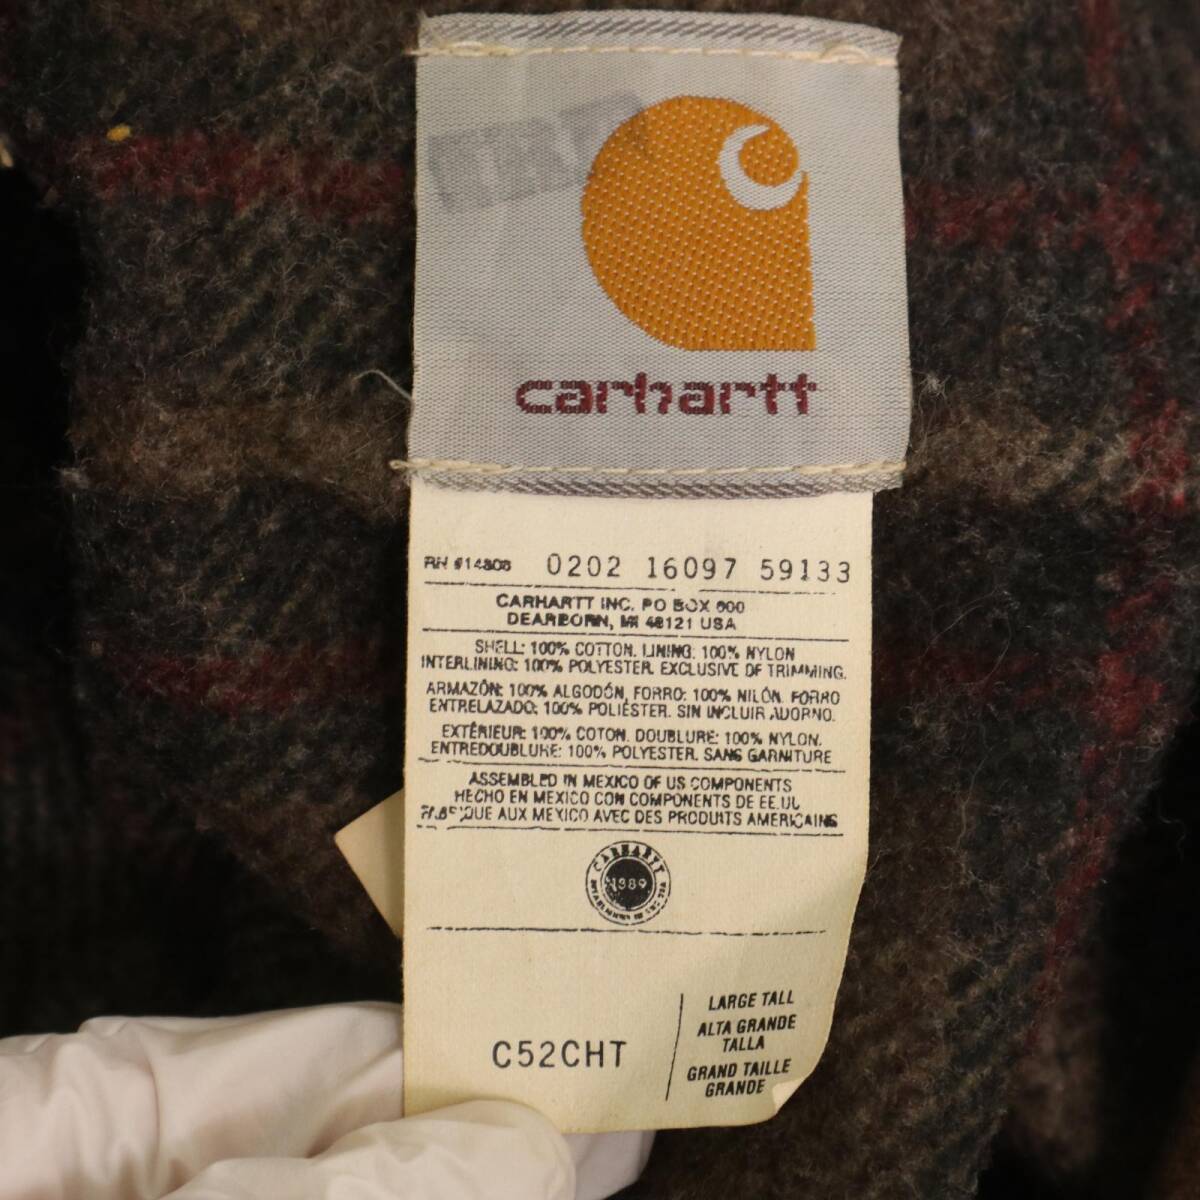 carhartt
RN #14806 0202 16097 59133
CARHARTT INC. PO BOX 600
DEARBORN, MI 48121 USA
SHELL: 100% COTTON. LINING: 100% NYLON
INTERLINING: 100% POLYESTER. EXCLUSIVE OF TRIMMING.
ARMAZÓN: 100% ALGODÓN, FORRO: 100% NILÓN. FORRO
ENTRELAZADO: 100% POLIÉSTER. SIN INCLUIR ADORNO.
EXTÉRIEUR: 100% COTON. DOUBLURE: 100% NYLON.
ENTREDOUBLURE: 100% POLYESTER. SANS GARNITURE
ASSEMBLED IN MEXICO OF US COMPONENTS
HECHO EN MEXICO CON COMPONENTS DE EE.UU
FABRIQUE AUX MEXICO AVEC DES PRODUITS AMERICAINS
CARHARTT
1889
C52CHT
LARGE TALL
ALTA GRANDE
TALLA
GRAND TAILLE
GRANDE